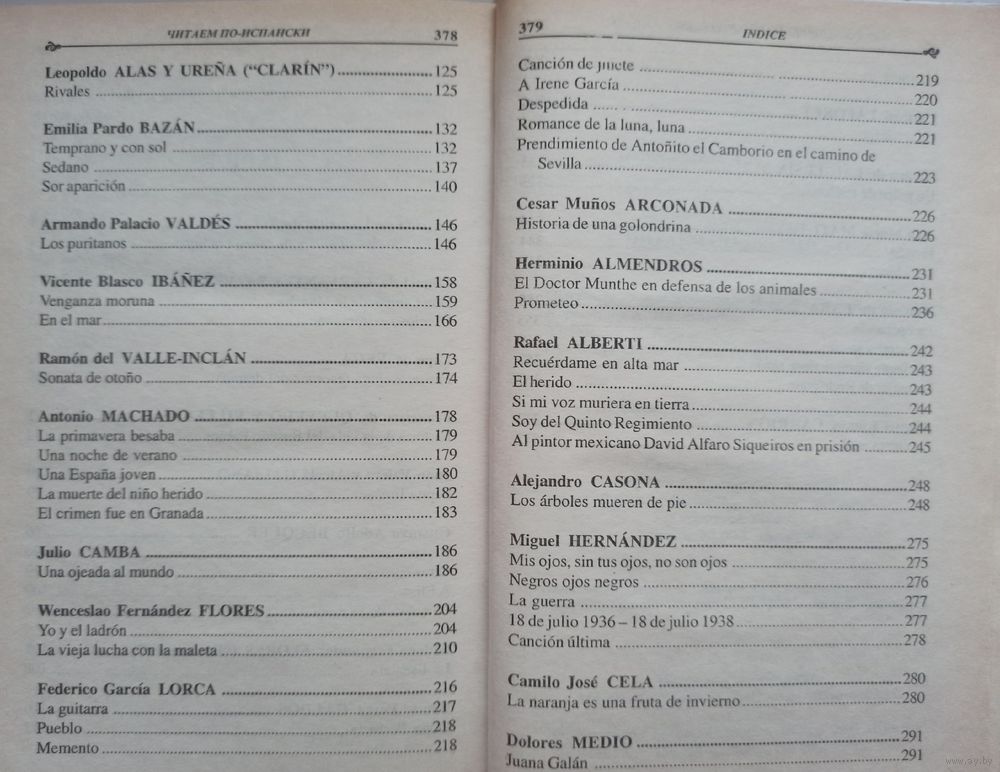 ЧИТАЕМ ПО-ИСПАНСКИ 378
Leopoldo ALAS Y UREÑA (“CLARÍN”) 125
Rivales 125
Emilia Pardo BAZÁN 132
Temprano y con sol 132
Sedano 137
Sor aparición 140
Armando Palacio VALDÉS 146
Los puritanos 146
Vicente Blasco IBÁÑEZ 158
Venganza moruna 159
En el mar 166
Ramón del VALLE-INCLÁN 173
Sonata de otoño 174
Antonio MACHADO 178
La primavera besaba 179
Una noche de verano 179
Una España joven 180
La muerte del niño herido 182
El crimen fue en Granada 183
Julio CAMBA 186
Una ojeada al mundo 186
Wenceslao Fernández FLORES 204
Yo y el ladrón 204
La vieja lucha con la maleta 210
Federico García LORCA 216
La guitarra 217
Pueblo 218
Memento 218
379 INDICE
Canción de jinete 219
A Irene García 220
Despedida 221
Romance de la luna, luna 221
Prendimiento de Antoñito el Camborio en el camino de
Sevilla 223
Cesar Muños ARCONADA 226
Historia de una golondrina 226
Herminio ALMENDROS 231
El Doctor Munthe en defensa de los animales 231
Prometeo 236
Rafael ALBERTI 242
Recuérdame en alta mar 243
El herido 243
Si mi voz muriera en tierra 244
Soy del Quinto Regimiento 244
Al pintor mexicano David Alfaro Siqueiros en prisión 245
Alejandro CASONA 248
Los árboles mueren de pie 248
Miguel HERNÁNDEZ 275
Mis ojos, sin tus ojos, no son ojos 275
Negros ojos negros 276
La guerra 277
18 de julio 1936 – 18 de julio 1938 277
Canción última 278
Camilo José CELA 280
La naranja es una fruta de invierno 280
Dolores MEDIO 291
Juana Galán 291
www.ay.by